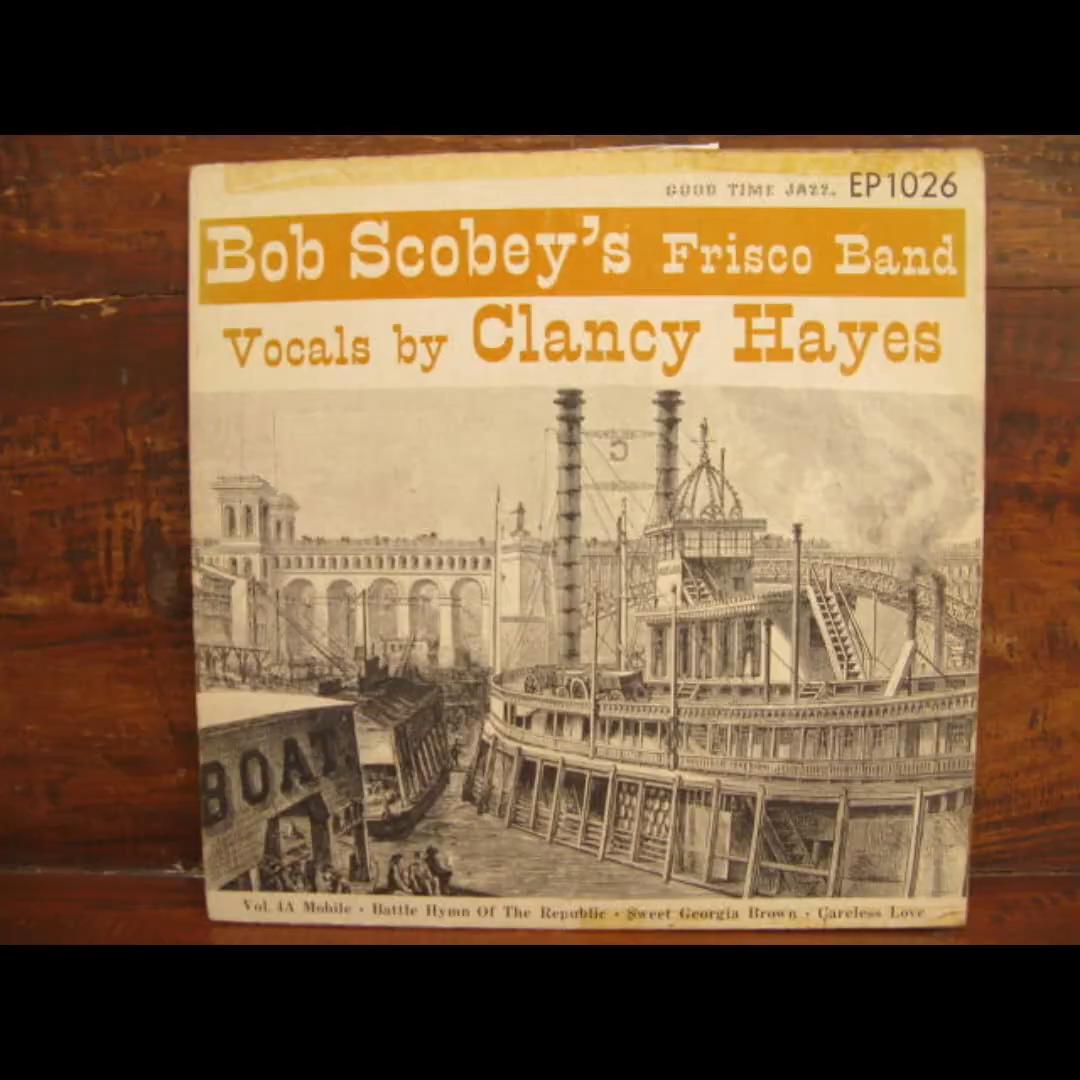 GOOD TIME JAZZ. EP1026
Bob Scobey's Frisco Band
Vocals by Clancy Hayes
5
BOAT
Vol. 4A Mobile • Battle Hymn Of The Republic • Sweet Georgia Brown • Careless Love